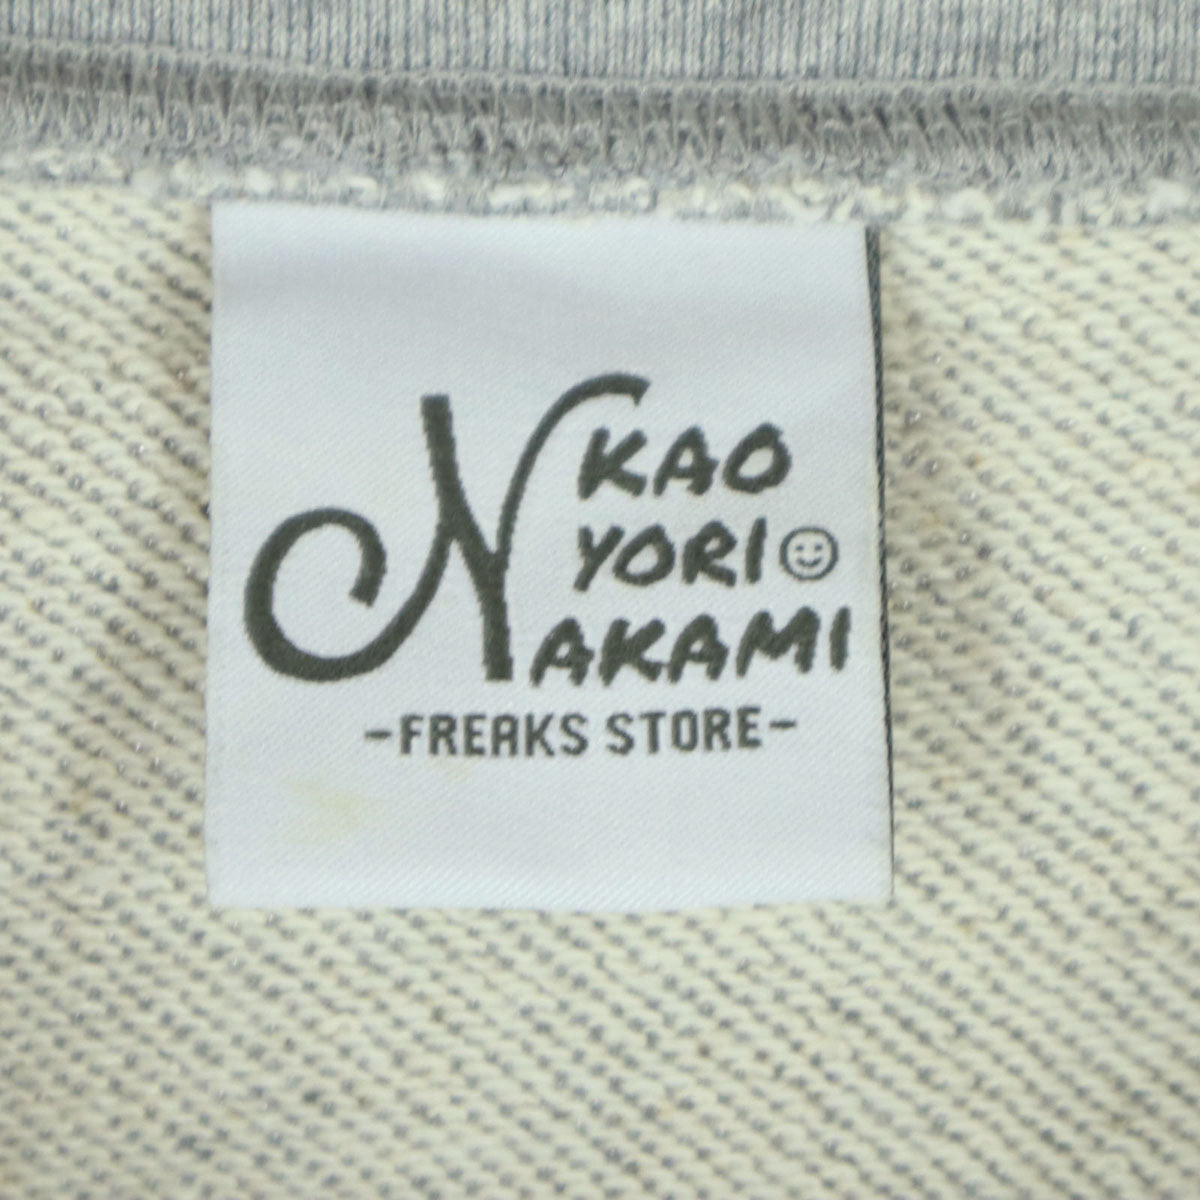 KAO
YORI
NAKAMI
-FREAKS STORE-